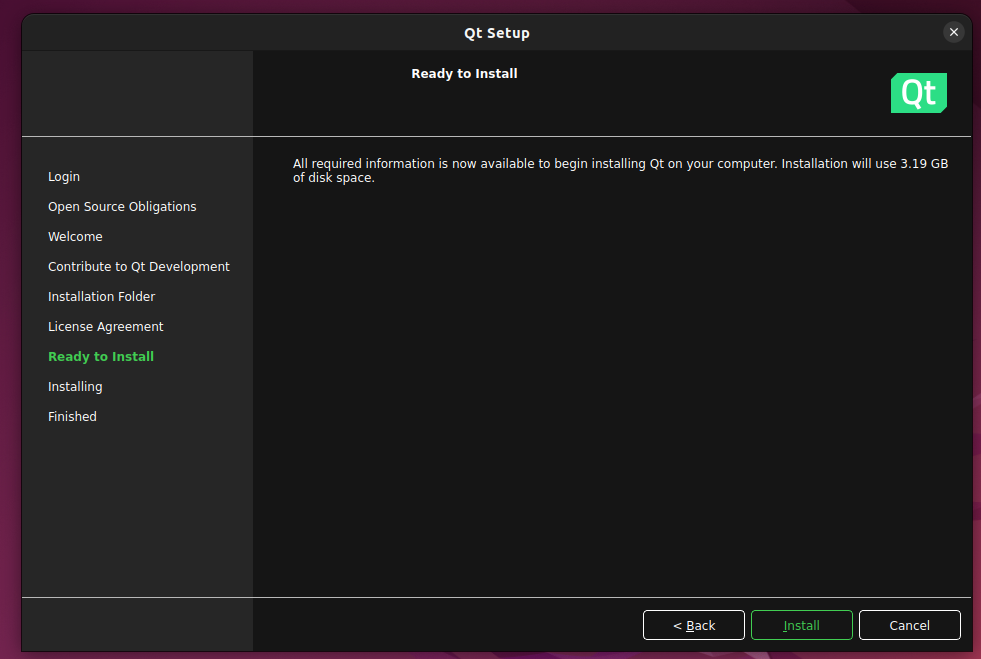 Qt Setup
Ready to Install
Qt
Login
Open Source Obligations
Welcome
Contribute to Qt Development
Installation Folder
License Agreement
Ready to Install
Installing
Finished
All required information is now available to begin installing Qt on your computer. Installation will use 3.19 GB
of disk space.
< Back
Install
Cancel